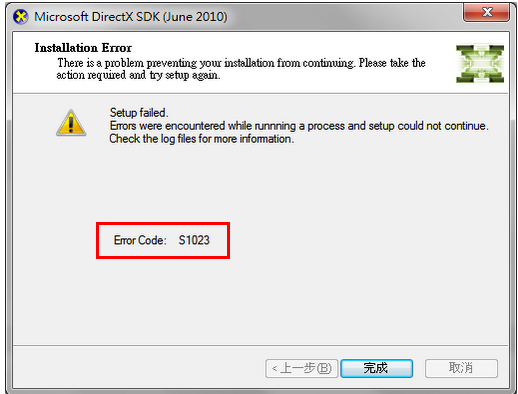 Microsoft DirectX SDK (June 2010)
Installation Error
There is a problem preventing your installation from continuing. Please take the
action required and try setup again.
Setup failed.
Errors were encountered while runnning a process and setup could not continue.
Check the log files for more information.
Error Code: S1023
< 上一步(B)
完成
取消